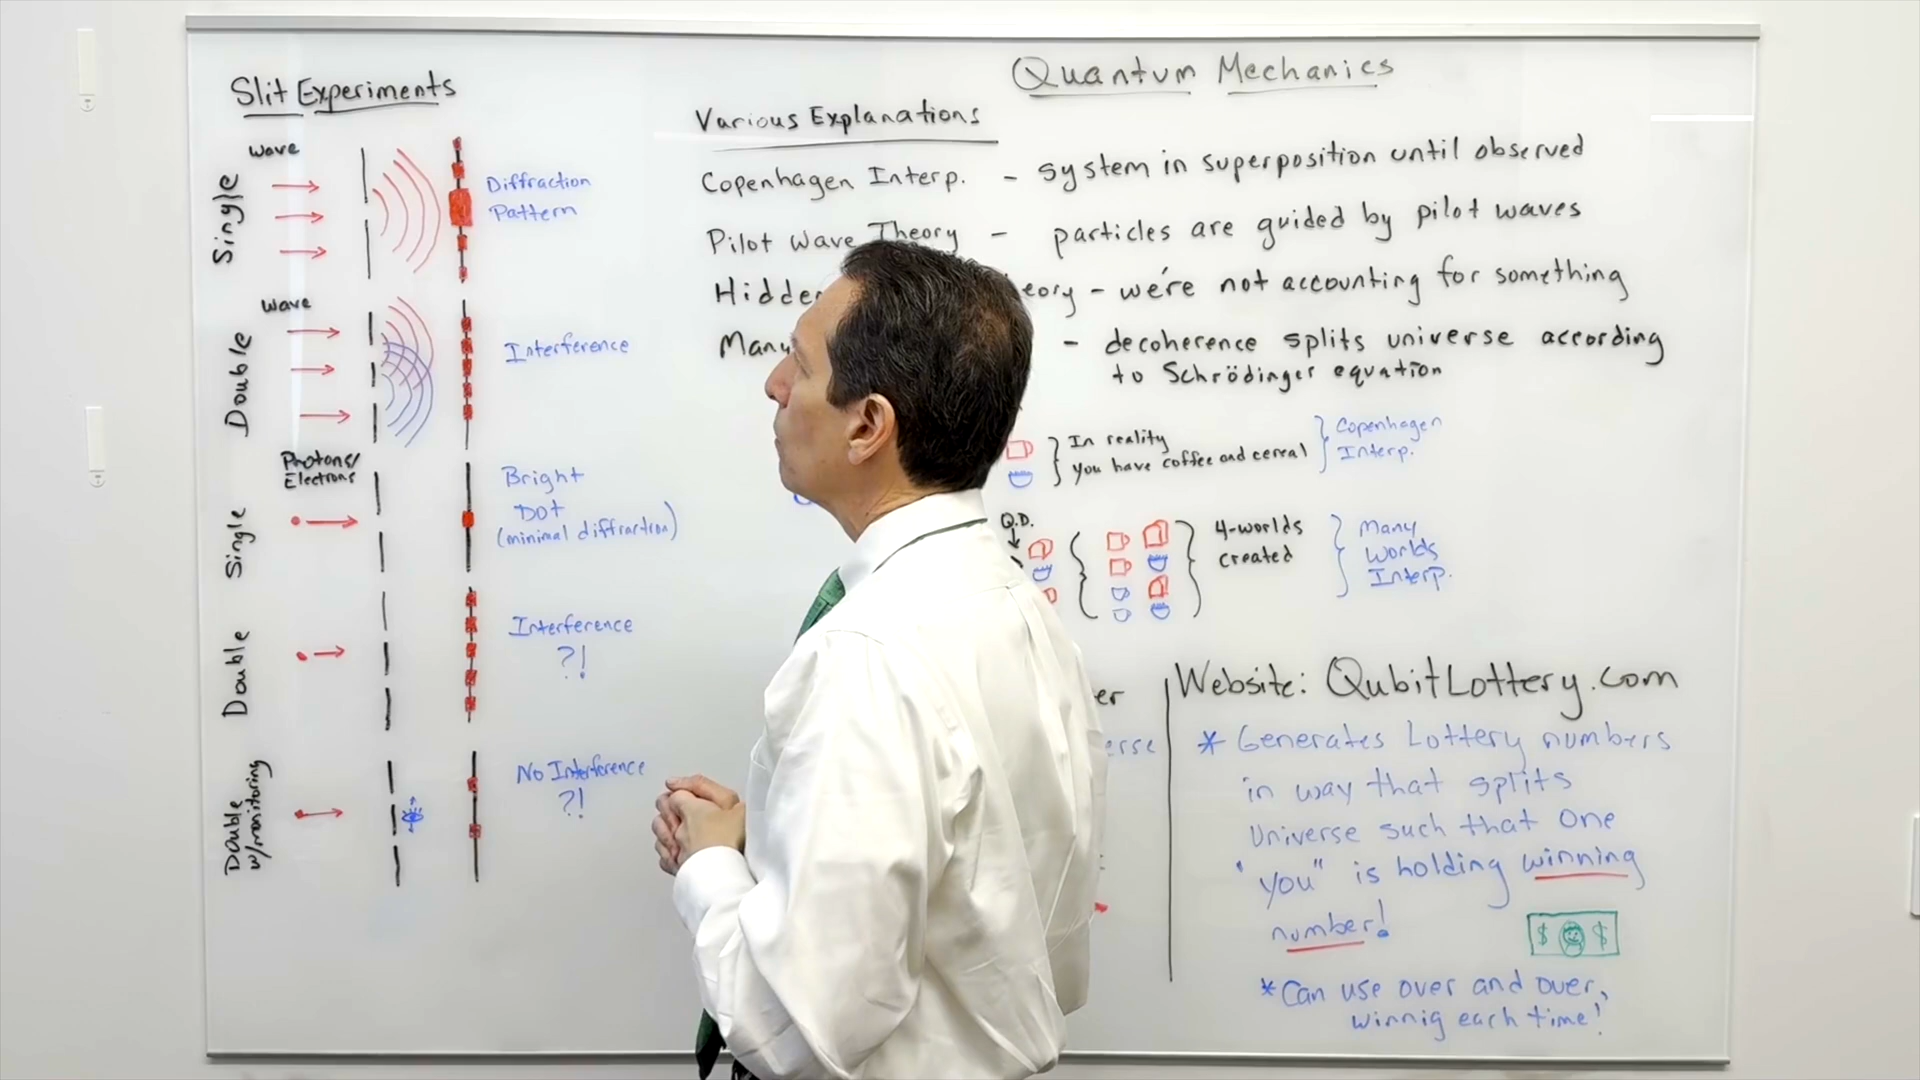 Quantum Mechanics
Slit Experiments
Single
wave
Diffraction
Pattern
Double
wave
Interference
Single
Photons/
Electrons
Bright
Dot
(minimal diffraction)
Double
Interference
?!
Double
w/monitoring
No Interference
?!
Various Explanations
Copenhagen Interp. - system in superposition until observed
Pilot Wave Theory - particles are guided by pilot waves
- we're not accounting for something
Many - decoherence splits universe according
to Schrödinger equation
In reality
you have coffee and cereal
Copenhagen
Interp.
Q.D.
4-worlds
created
Many
Worlds
Interp.
Website: QubitLottery.com
* Generates Lottery numbers
in way that splits
Universe such that one
"you" is holding winning
number!
$ $
*Can use over and over,
winnig each time!